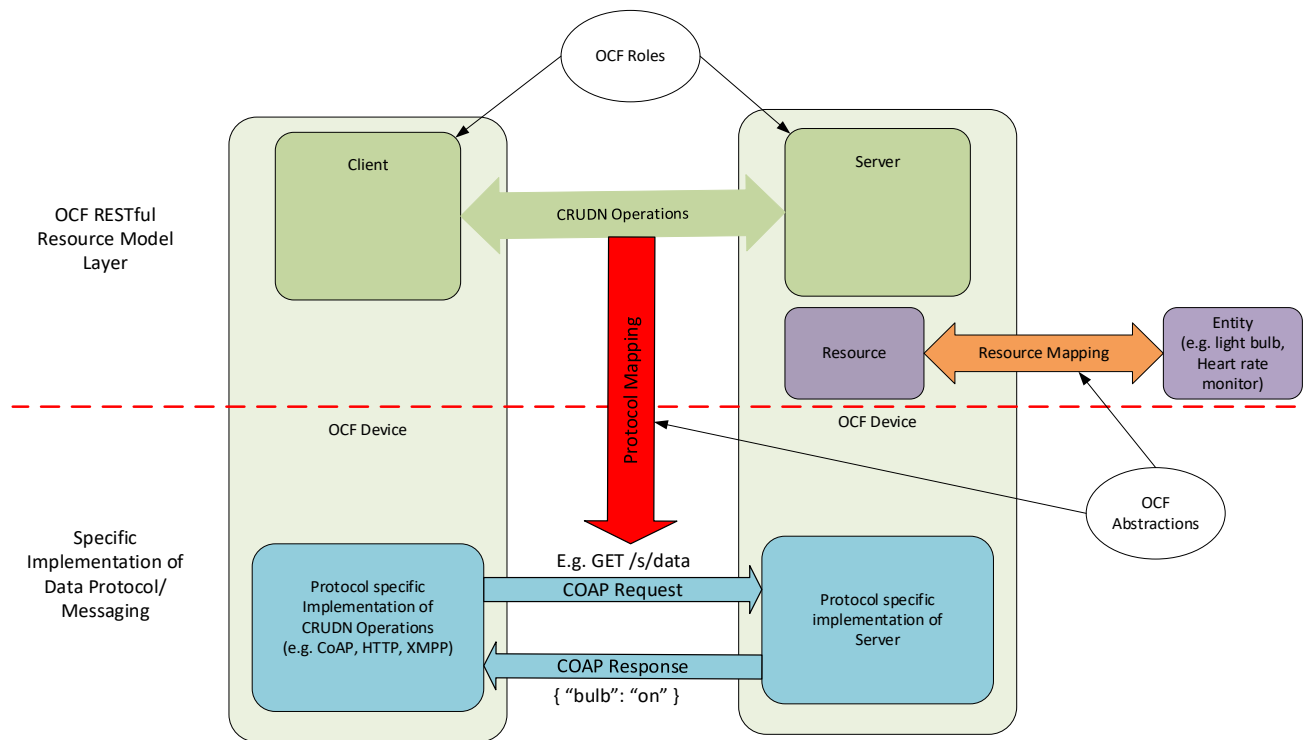 OCF Roles
Client
Server
OCF RESTful
Resource Model
Layer
CRUDN Operations
Protocol Mapping
Resource
Resource Mapping
Entity
(e.g. light bulb,
Heart rate
monitor)
OCF Device
OCF Device
OCF
Abstractions
Specific
Implementation of
Data Protocol/
Messaging
Protocol specific
Implementation of
CRUDN Operations
(e.g. CoAP, HTTP, XMPP)
E.g. GET /s/data
COAP Request
COAP Response
{ “bulb”: “on” }
Protocol specific
implementation of
Server